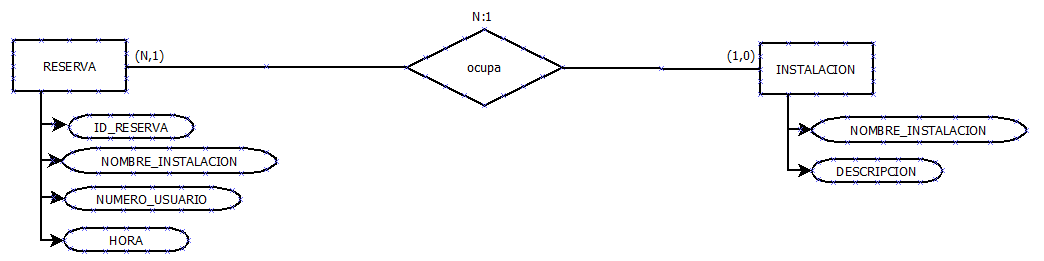 N:1
RESERVA
(N,1)
ocupa
(1,0)
INSTALACION
ID_RESERVA
NOMBRE_INSTALACION
NUMERO_USUARIO
HORA
NOMBRE_INSTALACION
DESCRIPCION